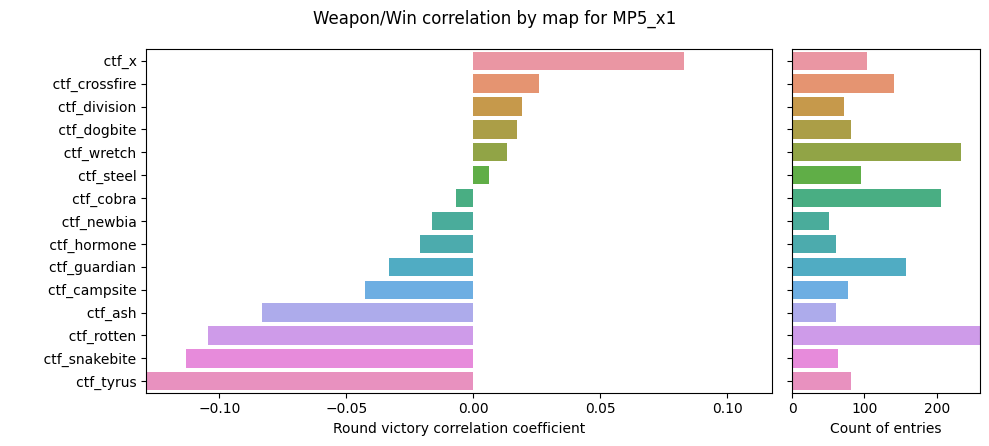 Weapon/Win correlation by map for MP5_x1
ctf_x
ctf_crossfire
ctf_division
ctf_dogbite
ctf_wretch
ctf_steel
ctf_cobra
ctf_newbia
ctf_hormone
ctf_guardian
ctf_campsite
ctf_ash
ctf_rotten
ctf_snakebite
ctf_tyrus
−0.10 −0.05 0.00 0.05 0.10
Round victory correlation coefficient
0 100 200
Count of entries